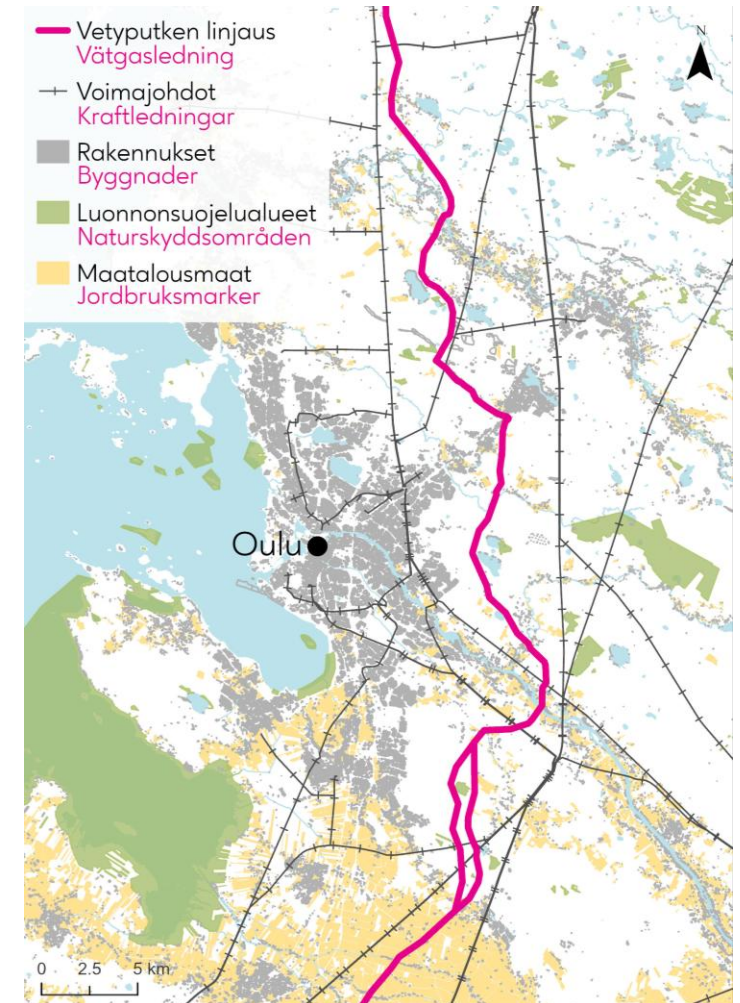 Vetyputken linjaus
Vätgasledning
Voimajohdot
Kraftledningar
Rakennukset
Byggnader
Luonnonsuojelualueet
Naturskyddsområden
Maatalousmaat
Jordbruksmarker
N
Oulu
0 2.5 5 km